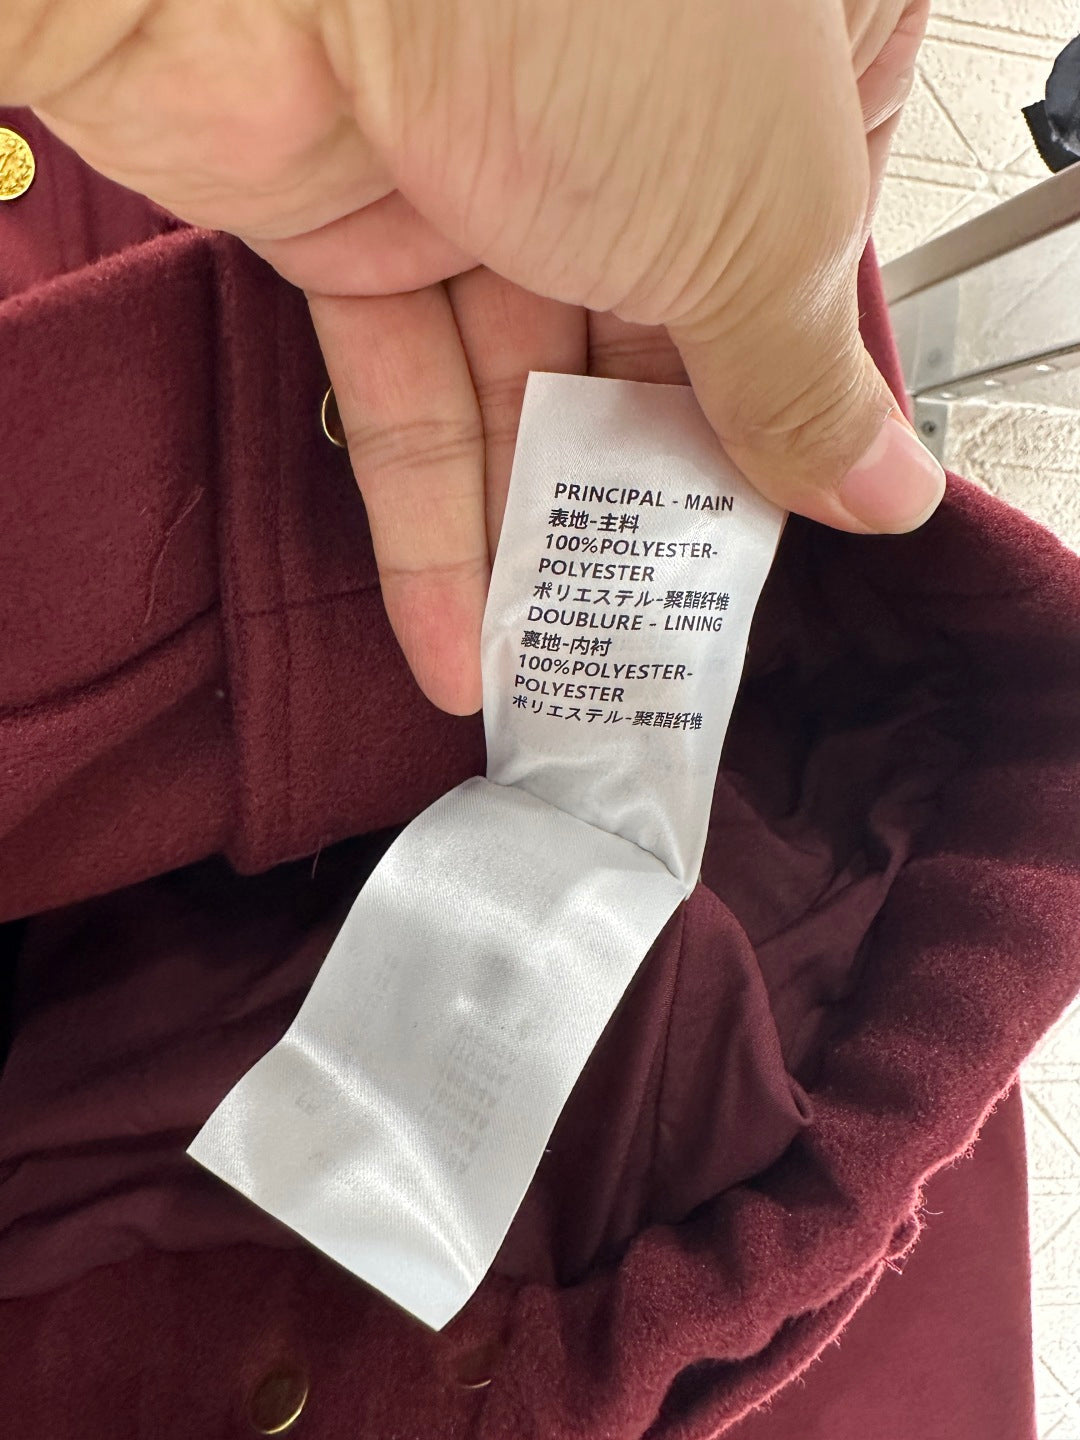 PRINCIPAL - MAIN
表地-主料
100%POLYESTER-
POLYESTER
ポリエステル-聚酯纤维
DOUBLURE - LINING
裏地-内衬
100%POLYESTER-
POLYESTER
ポリエステル-聚酯纤维